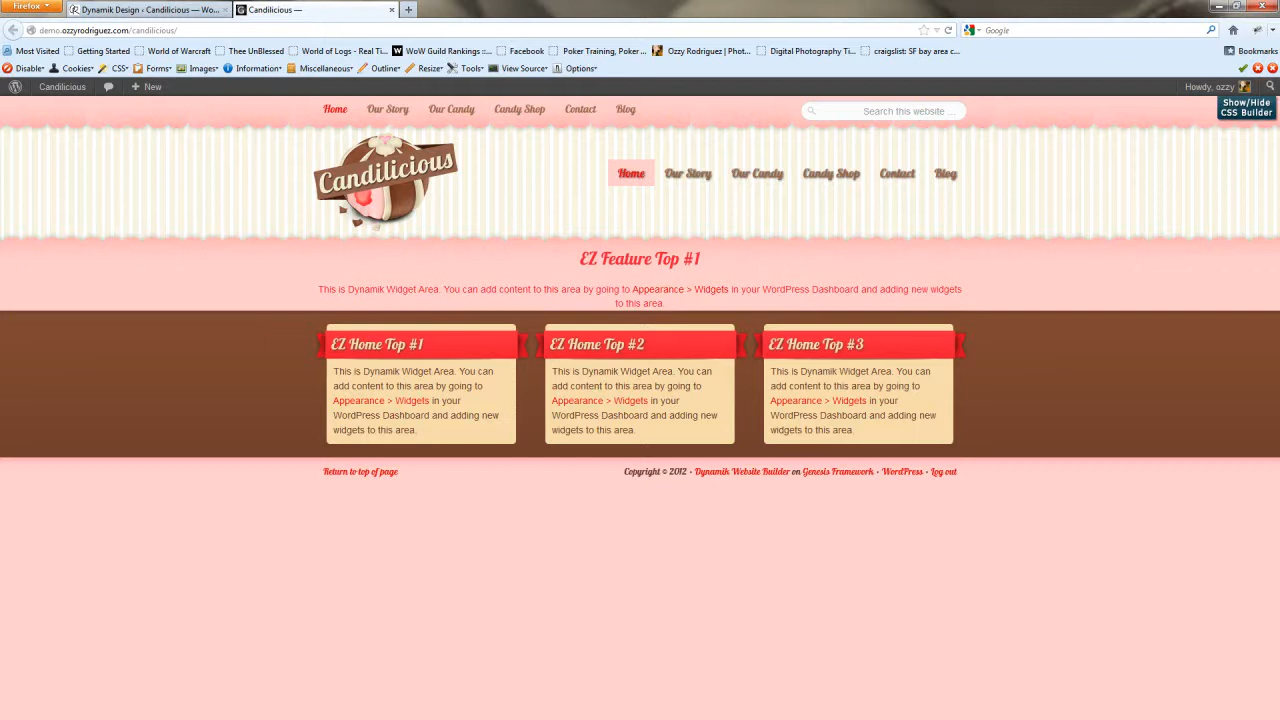 Firefox
Dynamik Design ‹ Candilicious — Wo...
Candilicious —
demo.ozzyrodriguez.com/candilicious/
Google
Most Visited
Getting Started
World of Warcraft
Thee UnBlessed
World of Logs - Real Ti...
WoW Guild Rankings ::...
Facebook
Poker Training, Poker ...
Ozzy Rodriguez | Phot...
Digital Photography Ti...
craigslist: SF bay area c...
Bookmarks
Disable
Cookies
CSS
Forms
Images
Information
Miscellaneous
Outline
Resize
Tools
View Source
Options
Candilicious
New
Howdy, ozzy
Home
Our Story
Our Candy
Candy Shop
Contact
Blog
Search this website ...
Show/Hide
CSS Builder
Candilicious
Home
Our Story
Our Candy
Candy Shop
Contact
Blog
EZ Feature Top #1
This is Dynamik Widget Area. You can add content to this area by going to Appearance > Widgets in your WordPress Dashboard and adding new widgets
to this area.
EZ Home Top #1
This is Dynamik Widget Area. You can
add content to this area by going to
Appearance > Widgets in your
WordPress Dashboard and adding new
widgets to this area.
EZ Home Top #2
This is Dynamik Widget Area. You can
add content to this area by going to
Appearance > Widgets in your
WordPress Dashboard and adding new
widgets to this area.
EZ Home Top #3
This is Dynamik Widget Area. You can
add content to this area by going to
Appearance > Widgets in your
WordPress Dashboard and adding new
widgets to this area.
Return to top of page
Copyright © 2012 · Dynamik Website Builder on Genesis Framework · WordPress · Log out